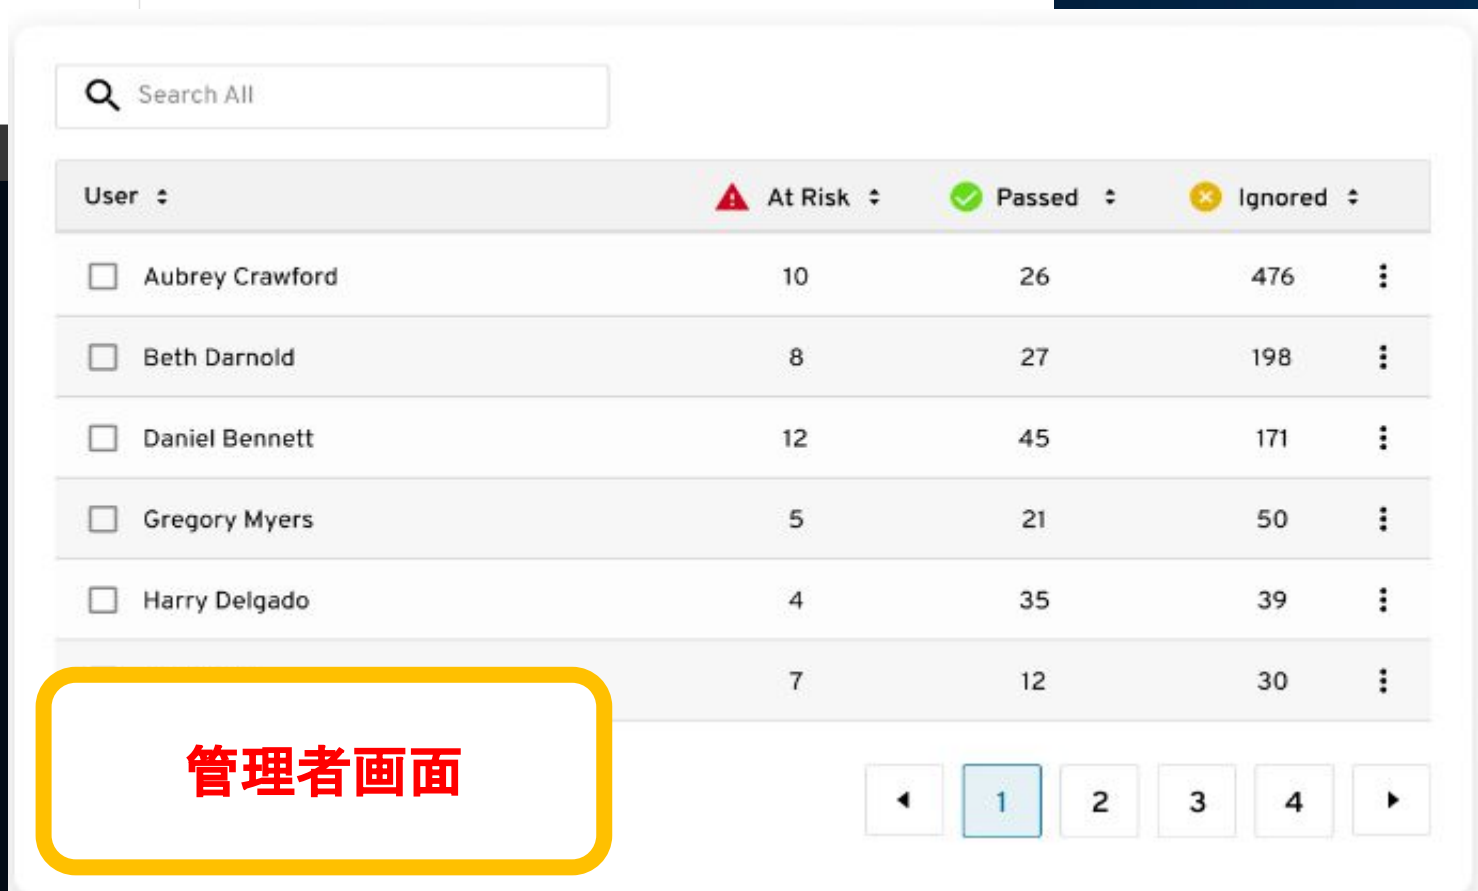 Search All
User At Risk Passed Ignored
Aubrey Crawford 10 26 476
Beth Darnold 8 27 198
Daniel Bennett 12 45 171
Gregory Myers 5 21 50
Harry Delgado 4 35 39
7 12 30
管理者画面
1 2 3 4